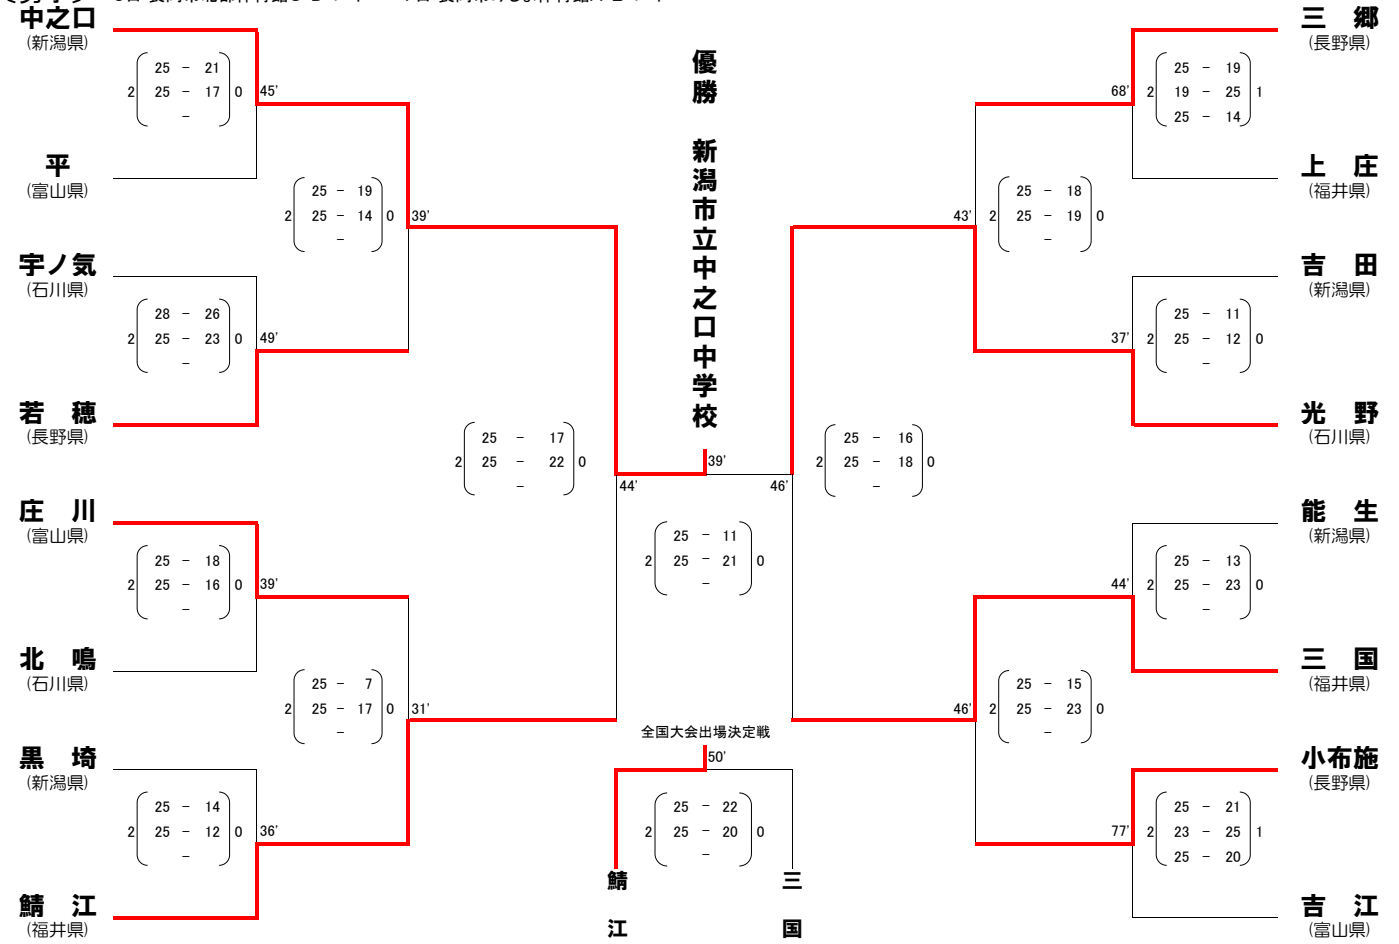 中之口
(新潟県)
25 - 21
2 25 - 17 0 45'
-
平
(富山県)
25 - 19
2 25 - 14 0 39'
-
宇ノ気
(石川県)
28 - 26
2 25 - 23 0 49'
-
若 穂
(長野県)
25 - 17
2 25 - 22 0
-
44'
庄 川
(富山県)
25 - 18
2 25 - 16 0 39'
-
北 鳴
(石川県)
25 - 7
2 25 - 17 0 31'
-
黒 埼
(新潟県)
25 - 14
2 25 - 12 0 36'
-
鯖 江
(福井県)
優勝 新潟市立中之口中学校
39'
25 - 11
2 25 - 21 0
-
全国大会出場決定戦
50'
25 - 22
2 25 - 20 0
-
鯖 江
三 国
三 郷
(長野県)
25 - 19
68' 2 19 - 25 1
25 - 14
上 庄
(福井県)
25 - 18
43' 2 25 - 19 0
-
吉 田
(新潟県)
25 - 11
37' 2 25 - 12 0
-
光 野
(石川県)
25 - 16
2 25 - 18 0
-
46'
能 生
(新潟県)
25 - 13
44' 2 25 - 23 0
-
三 国
(福井県)
25 - 15
46' 2 25 - 23 0
-
小布施
(長野県)
25 - 21
77' 2 23 - 25 1
25 - 20
吉 江
(富山県)